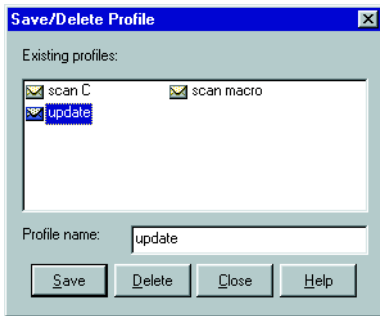 Save/Delete Profile
Existing profiles:
scan C scan macro
update
Profile name: update
Save Delete Close Help